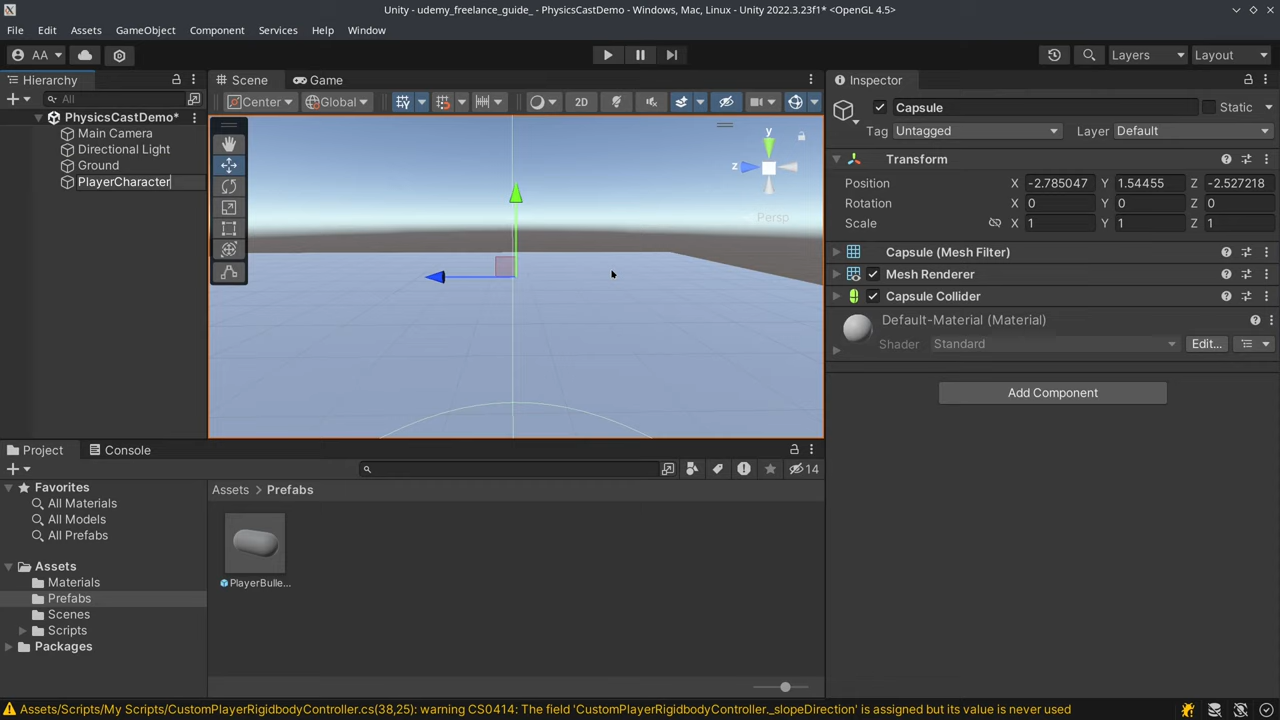 Unity - udemy_freelance_guide_ - PhysicsCastDemo - Windows, Mac, Linux - Unity 2022.3.23f1* <OpenGL 4.5>
File Edit Assets GameObject Component Services Help Window
AA Layers Layout
Hierarchy Scene Game Inspector
All Center Global 2D Capsule Static
PhysicsCastDemo*
Main Camera
Directional Light
Ground
PlayerCharacter
y
z
Persp
Tag Untagged Layer Default
Transform
Position X -2.785047 Y 1.54455 Z -2.527218
Rotation X 0 Y 0 Z 0
Scale X 1 Y 1 Z 1
Capsule (Mesh Filter)
Mesh Renderer
Capsule Collider
Default-Material (Material)
Shader Standard Edit...
Add Component
Project Console
14
Favorites
All Materials
All Models
All Prefabs
Assets
Materials
Prefabs
Scenes
Scripts
Packages
Assets > Prefabs
PlayerBulle...
Assets/Scripts/My Scripts/CustomPlayerRigidbodyController.cs(38,25): warning CS0414: The field 'CustomPlayerRigidbodyController._slopeDirection' is assigned but its value is never used